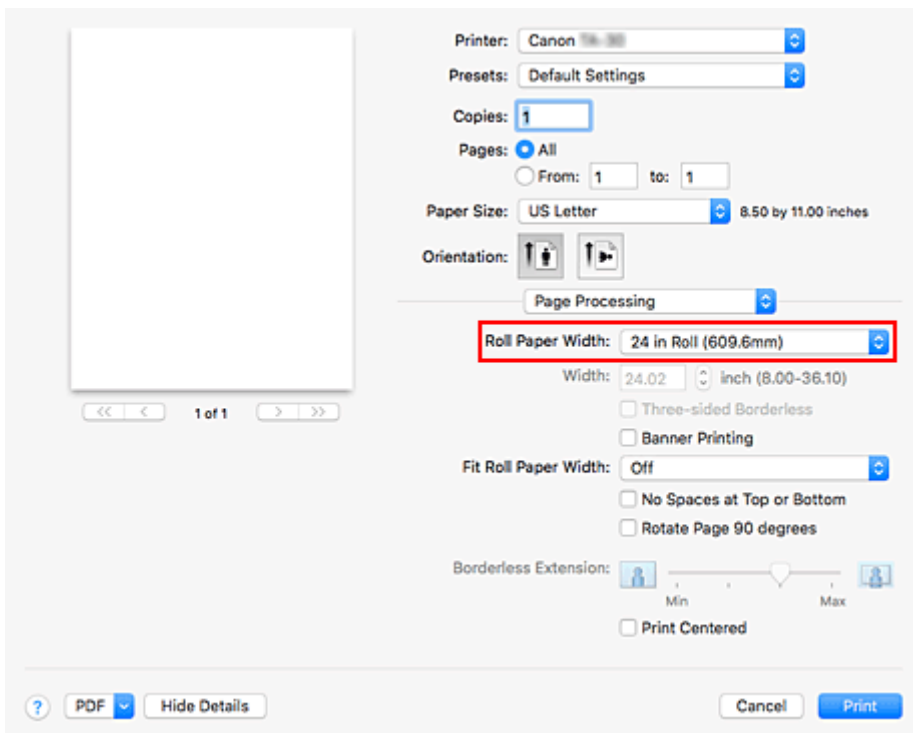 Printer: Canon
Presets: Default Settings
Copies: 1
Pages: All
From: 1 to: 1
Paper Size: US Letter 8.50 by 11.00 inches
Orientation:
Page Processing
Roll Paper Width: 24 in Roll (609.6mm)
Width: 24.02 inch (8.00-36.10)
Three-sided Borderless
1 of 1
Banner Printing
Fit Roll Paper Width: Off
No Spaces at Top or Bottom
Rotate Page 90 degrees
Borderless Extension:
Min Max
Print Centered
? PDF Hide Details Cancel Print